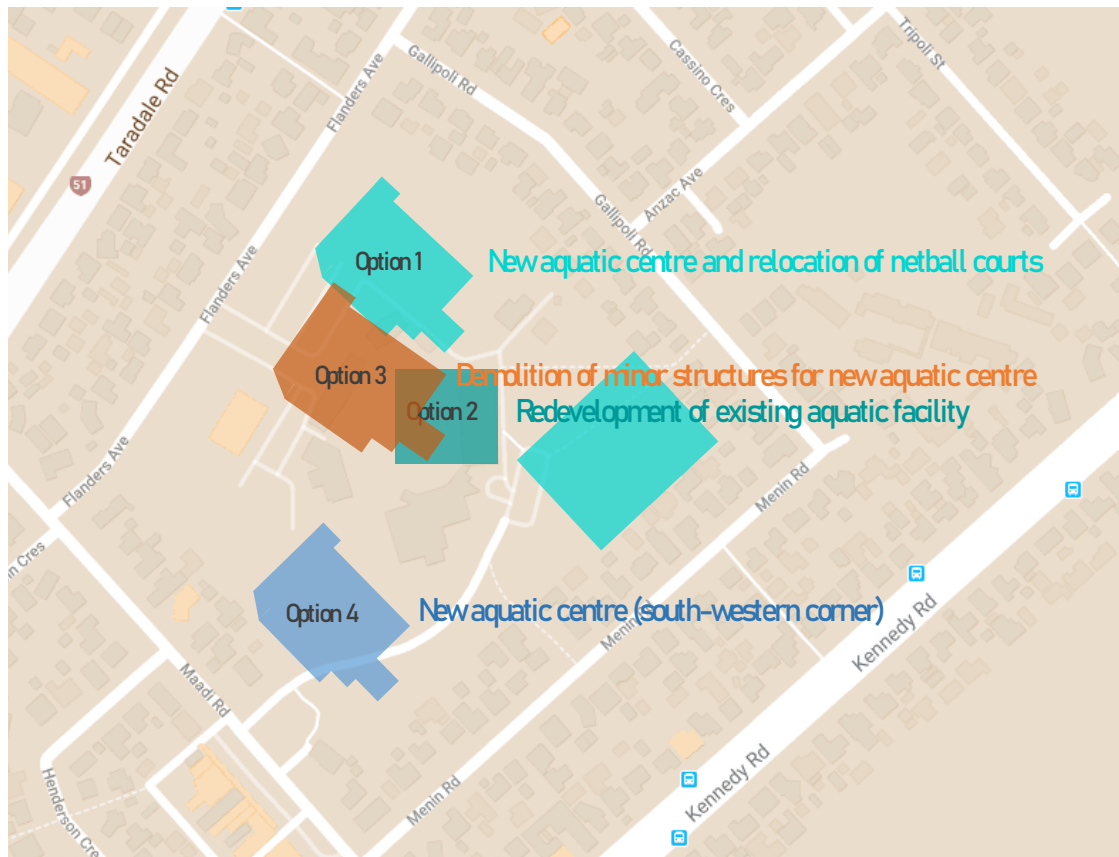 Taradale Rd
51
Flanders Ave
Gallipoli Rd
Cassino Cres
Tripoli St
Anzac Ave
Gallipoli Rd
Flanders Ave
Option 1
New aquatic centre and relocation of netball courts
Option 3
Demolition of minor structures for new aquatic centre
Option 2
Redevelopment of existing aquatic facility
Flanders Ave
Menin Rd
n Cres
Option 4
New aquatic centre (south-western corner)
Menin Rd
Kennedy Rd
Maadi Rd
Henderson Cre
Menin Rd
Kennedy Rd